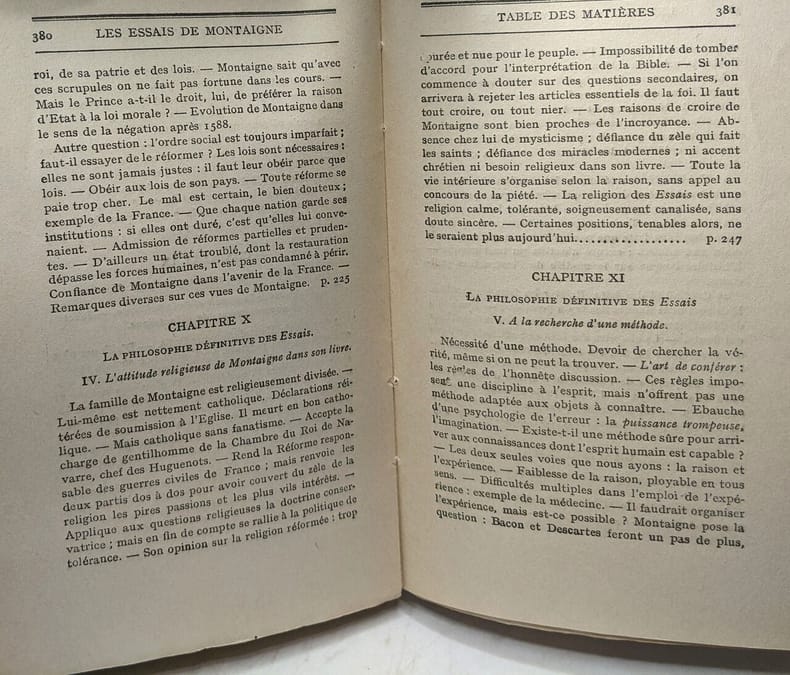 380 LES ESSAIS DE MONTAIGNE
roi, de sa patrie et des lois. — Montaigne sait qu'avec
ces scrupules on ne fait pas fortune dans les cours. —
Mais le Prince a-t-il le droit, lui, de préférer la raison
d'Etat à la loi morale ? — Evolution de Montaigne dans
le sens de la négation après 1588.
Autre question : l'ordre social est toujours imparfait ;
faut-il essayer de le réformer ? Les lois sont nécessaires :
elles ne sont jamais justes : il faut leur obéir parce que
lois. — Obéir aux lois de son pays. — Toute réforme se
paie trop cher. Le mal est certain, le bien douteux ;
exemple de la France. — Que chaque nation garde ses
institutions : si elles ont duré, c'est qu'elles lui conve-
naient. — Admission de réformes partielles et pruden-
tes. — D'ailleurs un état troublé, dont la restauration
dépasse les forces humaines, n'est pas condamné à périr.
Confiance de Montaigne dans l'avenir de la France. —
Remarques diverses sur ces vues de Montaigne. p. 225
CHAPITRE X
LA PHILOSOPHIE DÉFINITIVE DES Essais.
IV. L'attitude religieuse de Montaigne dans son livre.
La famille de Montaigne est religieusement divisée. —
Lui-même est nettement catholique. Déclarations réi-
térées de soumission à l'Eglise. Il meurt en bon catho-
lique. — Mais catholique sans fanatisme. — Accepte la
charge de gentilhomme de la Chambre du Roi de Na-
varre, chef des Huguenots. — Rend la Réforme respon-
sable des guerres civiles de France ; mais renvoie les
deux partis dos à dos pour avoir couvert du zèle de la
religion les pires passions et les plus vils intérêts. —
Applique aux questions religieuses la doctrine conser-
vatrice ; mais en fin de compte se rallie à la politique de
tolérance. — Son opinion sur la religion réformée : trop
TABLE DES MATIÈRES 381
épurée et nue pour le peuple. — Impossibilité de tomber
d'accord pour l'interprétation de la Bible. — Si l'on
commence à douter sur des questions secondaires, on
arrivera à rejeter les articles essentiels de la foi. Il faut
tout croire, ou tout nier. — Les raisons de croire de
Montaigne sont bien proches de l'incroyance. — Ab-
sence chez lui de mysticisme ; défiance du zèle qui fait
les saints ; défiance des miracles modernes ; ni accent
chrétien ni besoin religieux dans son livre. — Toute la
vie intérieure s'organise selon la raison, sans appel au
concours de la piété. — La religion des Essais est une
religion calme, tolérante, soigneusement canalisée, sans
doute sincère. — Certaines positions, tenables alors, ne
le seraient plus aujourd'hui................. p. 247
CHAPITRE XI
LA PHILOSOPHIE DÉFINITIVE DES Essais
V. A la recherche d'une méthode.
Nécessité d'une méthode. Devoir de chercher la vé-
rité, même si on ne peut la trouver. — L'art de conférer :
les règles de l'honnête discussion. — Ces règles impo-
sent une discipline à l'esprit, mais n'offrent pas une
méthode adaptée aux objets à connaître. — Ebauche
d'une psychologie de l'erreur : la puissance trompeuse,
l'imagination. — Existe-t-il une méthode sûre pour arri-
ver aux connaissances dont l'esprit humain est capable ?
— Les deux seules voies que nous ayons : la raison et
l'expérience. — Faiblesse de la raison, ployable en tous
sens. — Difficultés multiples dans l'emploi de l'expé-
rience : exemple de la médecine. — Il faudrait organiser
l'expérience, mais est-ce possible ? Montaigne pose la
question : Bacon et Descartes feront un pas de plus,